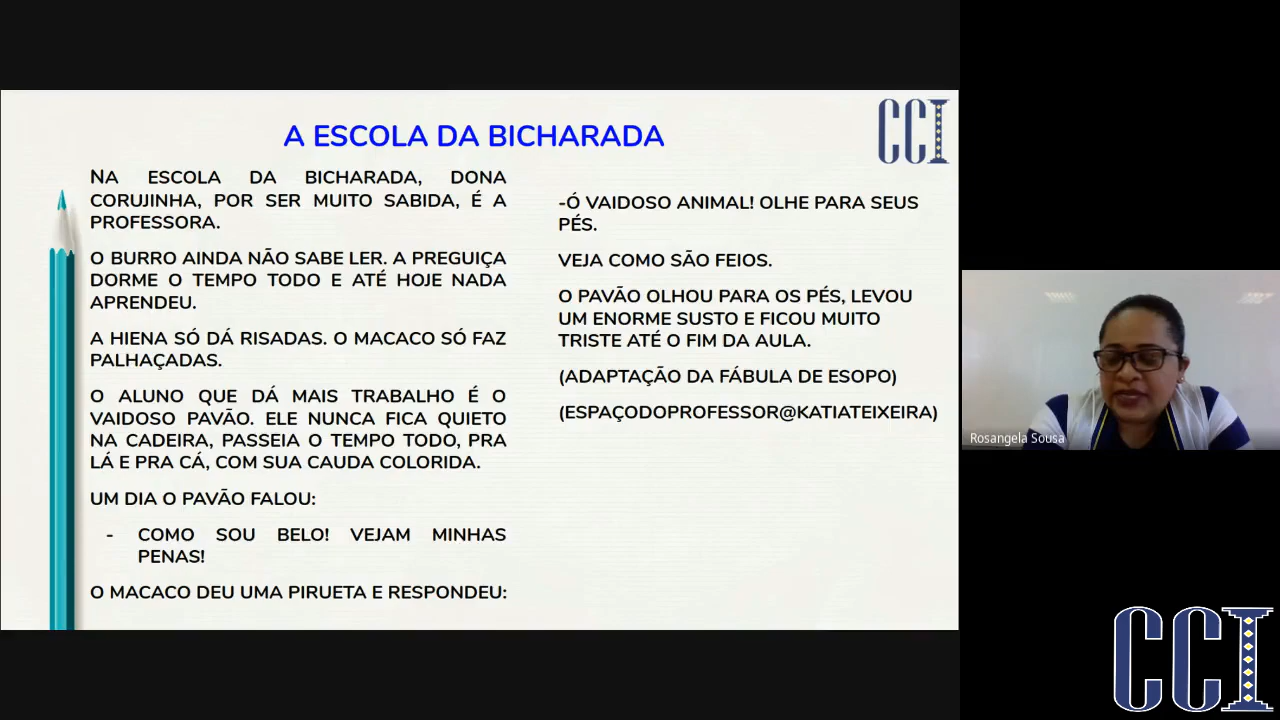 A ESCOLA DA BICHARADA
CCI
NA ESCOLA DA BICHARADA, DONA
CORUJINHA, POR SER MUITO SABIDA, É A
PROFESSORA.
O BURRO AINDA NÃO SABE LER. A PREGUIÇA
DORME O TEMPO TODO E ATÉ HOJE NADA
APRENDEU.
A HIENA SÓ DÁ RISADAS. O MACACO SÓ FAZ
PALHAÇADAS.
O ALUNO QUE DÁ MAIS TRABALHO É O
VAIDOSO PAVÃO. ELE NUNCA FICA QUIETO
NA CADEIRA, PASSEIA O TEMPO TODO, PRA
LÁ E PRA CÁ, COM SUA CAUDA COLORIDA.
UM DIA O PAVÃO FALOU:
- COMO SOU BELO! VEJAM MINHAS
PENAS!
O MACACO DEU UMA PIRUETA E RESPONDEU:
-Ó VAIDOSO ANIMAL! OLHE PARA SEUS
PÉS.
VEJA COMO SÃO FEIOS.
O PAVÃO OLHOU PARA OS PÉS, LEVOU
UM ENORME SUSTO E FICOU MUITO
TRISTE ATÉ O FIM DA AULA.
(ADAPTAÇÃO DA FÁBULA DE ESOPO)
(ESPAÇODOPROFESSOR@KATIATEIXEIRA)
Rosangela Sousa
CCI